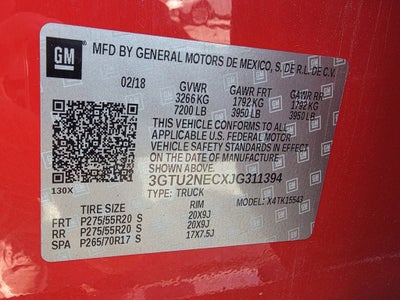 GM
MFD BY GENERAL MOTORS DE MEXICO, S. DE R.L. DE C.V.
02/18 GVWR GAWR FRT GAWR RR
3266 KG 1792 KG 1792 KG
7200 LB 3950 LB 3950 LB
THIS VEHICLE CONFORMS TO ALL
APPLICABLE U.S. FEDERAL MOTOR
VEHICLE SAFETY STANDARDS IN
EFFECT ON THE DATE OF
MANUFACTURE SHOWN ABOVE.
3GTU2NECXJG311394
130X TYPE: TRUCK MODEL: X4TK15543
TIRE SIZE RIM
FRT P275/55R20 S 20X9J
RR P275/55R20 S 20X9J
SPA P265/70R17 S 17X7.5J